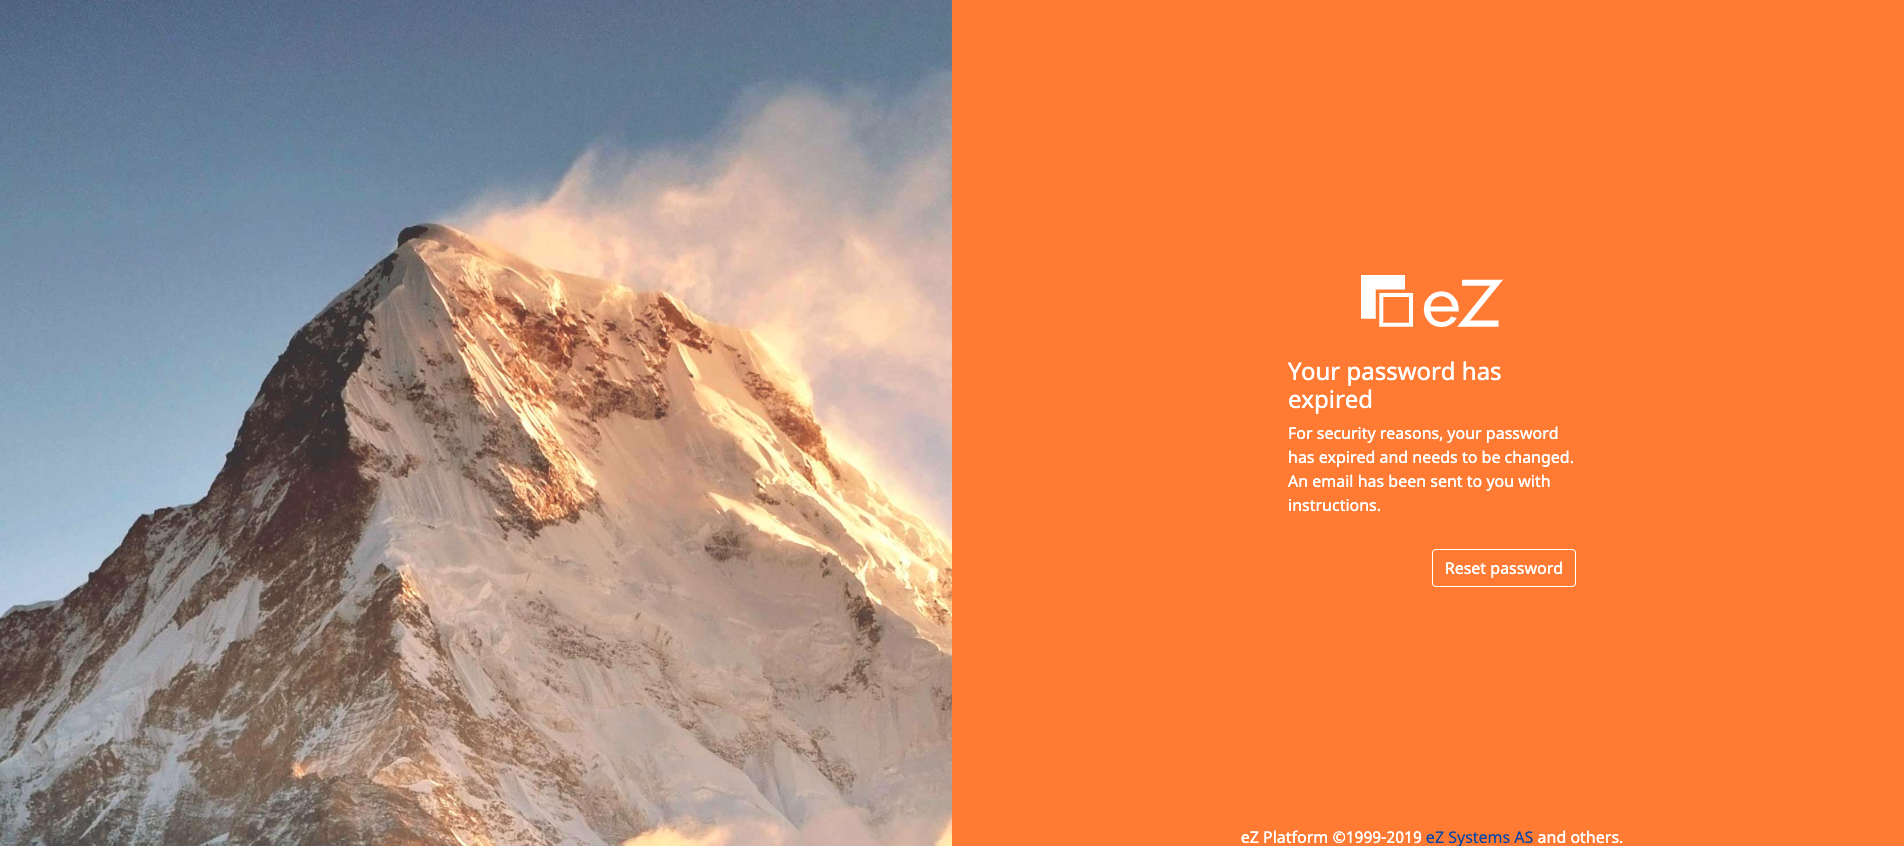 eZ
Your password has
expired
For security reasons, your password
has expired and needs to be changed.
An email has been sent to you with
instructions.
Reset password
eZ Platform ©1999-2019 eZ Systems AS and others.